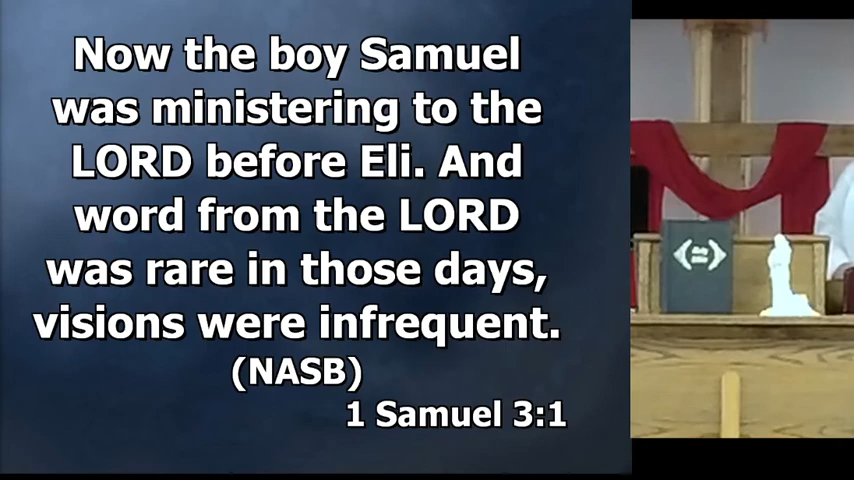 Now the boy Samuel
was ministering to the
LORD before Eli. And
word from the LORD
was rare in those days,
visions were infrequent.
(NASB)
1 Samuel 3:1